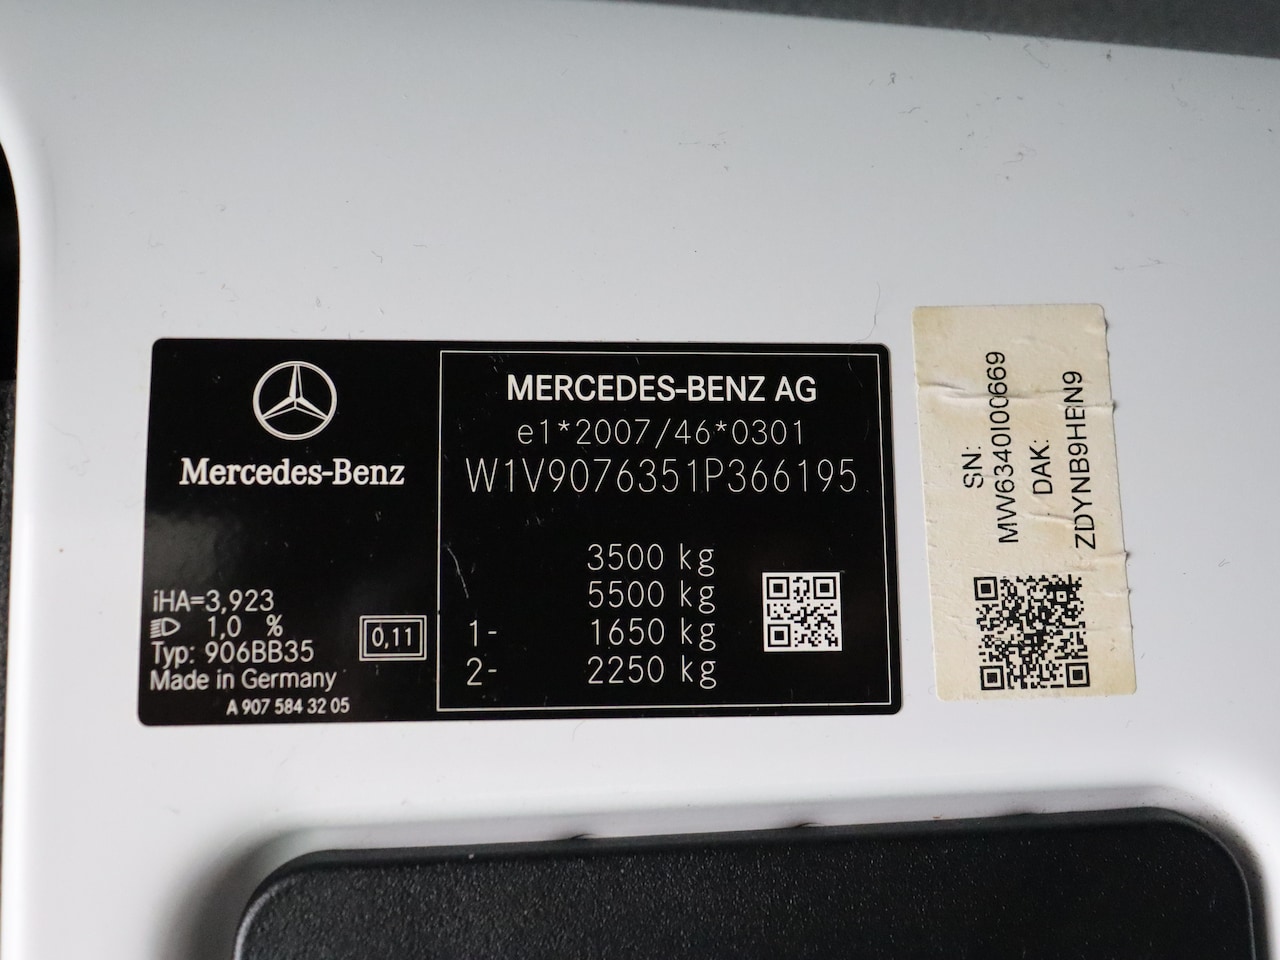 Mercedes-Benz
iHA=3,923
1,0 %
0,11
Typ: 906BB35
Made in Germany
A 907 584 32 05
MERCEDES-BENZ AG
e1*2007/46*0301
W1V9076351P366195
3500 kg
5500 kg
1- 1650 kg
2- 2250 kg
SN:
MW6340I00669
DAK:
ZDYNB9HBN9